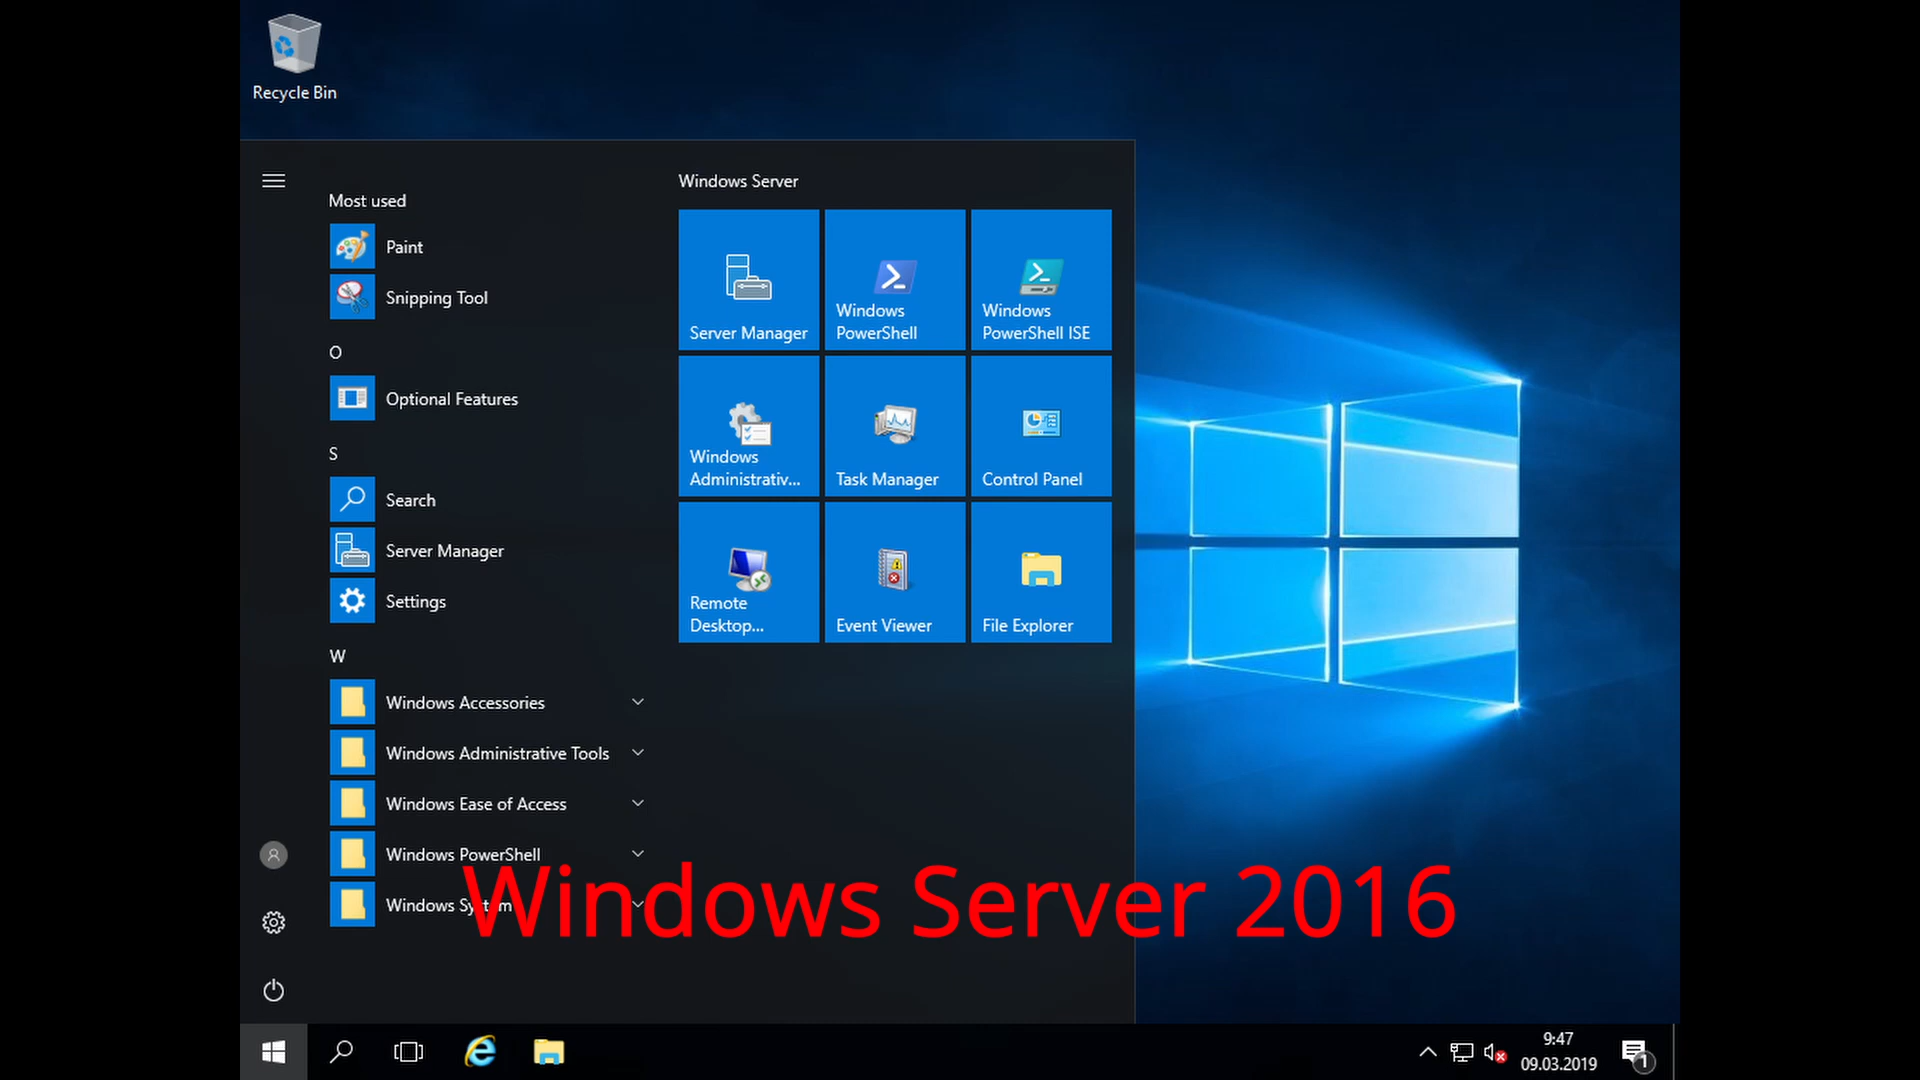 Recycle Bin
Most used
Paint
Snipping Tool
O
Optional Features
S
Search
Server Manager
Settings
W
Windows Accessories
Windows Administrative Tools
Windows Ease of Access
Windows PowerShell
Windows
Windows Server
Server Manager
Windows
PowerShell
Windows
PowerShell ISE
Windows
Administrativ...
Task Manager
Control Panel
Remote
Desktop...
Event Viewer
File Explorer
Windows Server 2016
9:47
09.03.2019
1